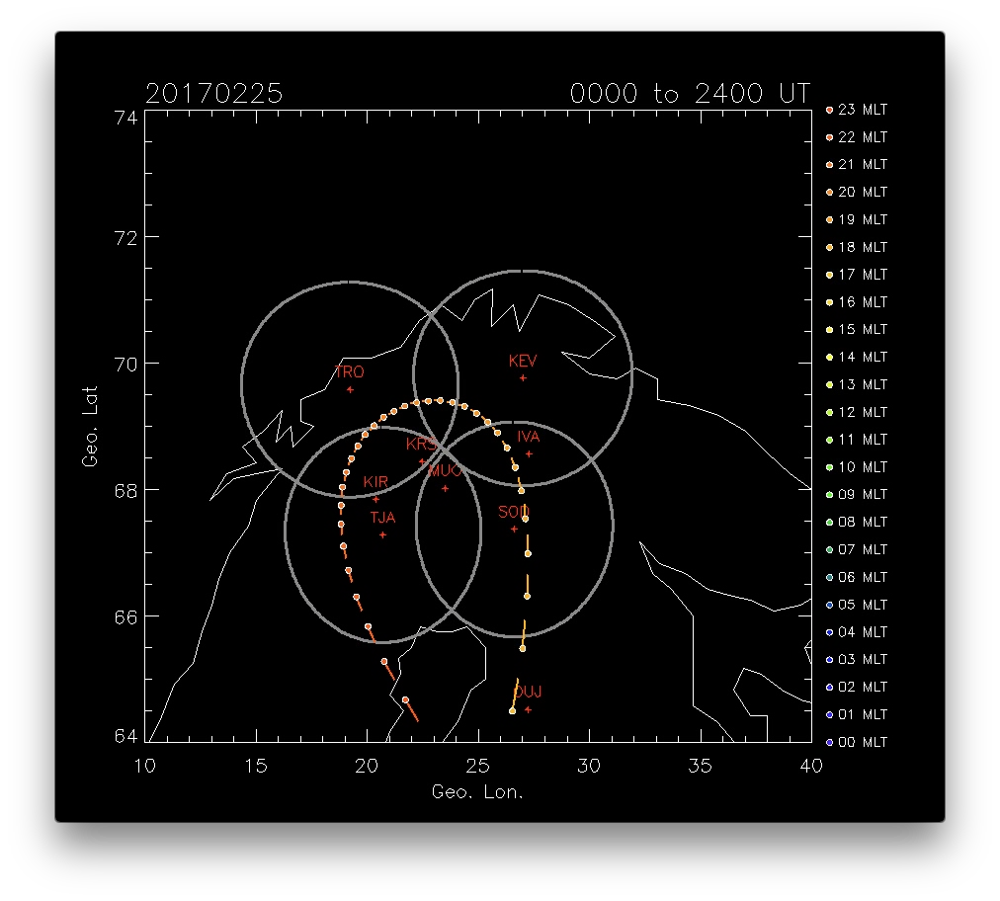 20170225 0000 to 2400 UT
74
72
70
68
66
64
Geo. Lat
10 15 20 25 30 35 40
Geo. Lon.
TRO
KEV
KRS
IVA
MUO
KIR
TJA
SOD
OUJ
23 MLT
22 MLT
21 MLT
20 MLT
19 MLT
18 MLT
17 MLT
16 MLT
15 MLT
14 MLT
13 MLT
12 MLT
11 MLT
10 MLT
09 MLT
08 MLT
07 MLT
06 MLT
05 MLT
04 MLT
03 MLT
02 MLT
01 MLT
00 MLT